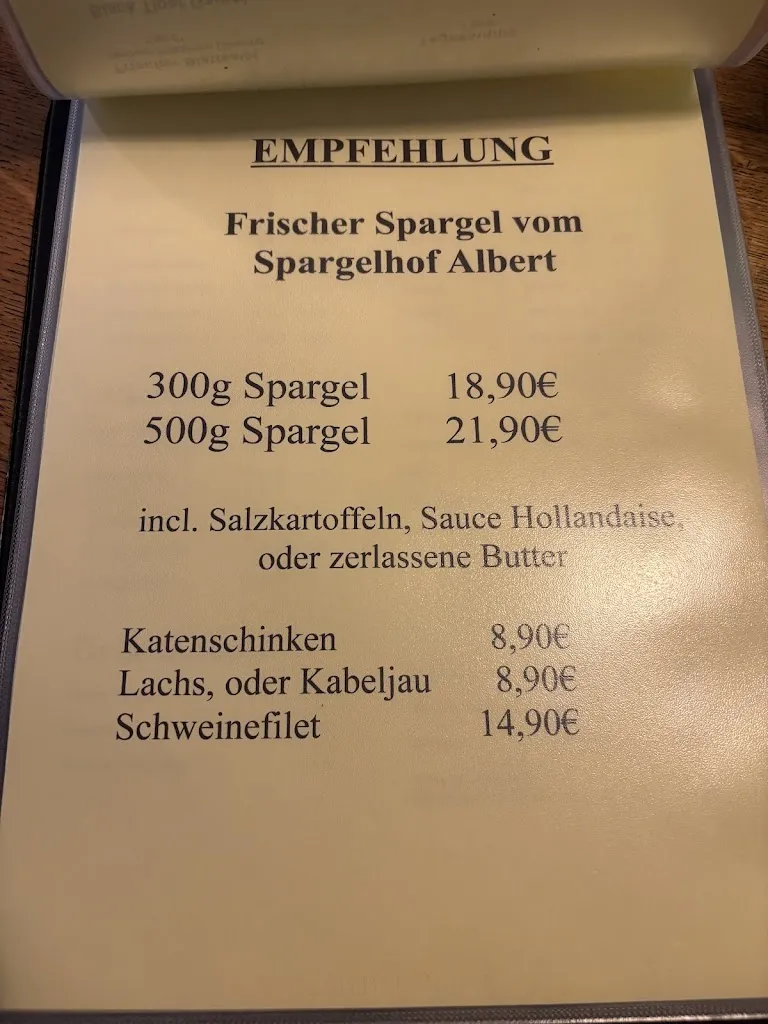 EMPFEHLUNG
Frischer Spargel vom
Spargelhof Albert
300g Spargel 18,90€
500g Spargel 21,90€
incl. Salzkartoffeln, Sauce Hollandaise,
oder zerlassene Butter
Katenschinken 8,90€
Lachs, oder Kabeljau 8,90€
Schweinefilet 14,90€